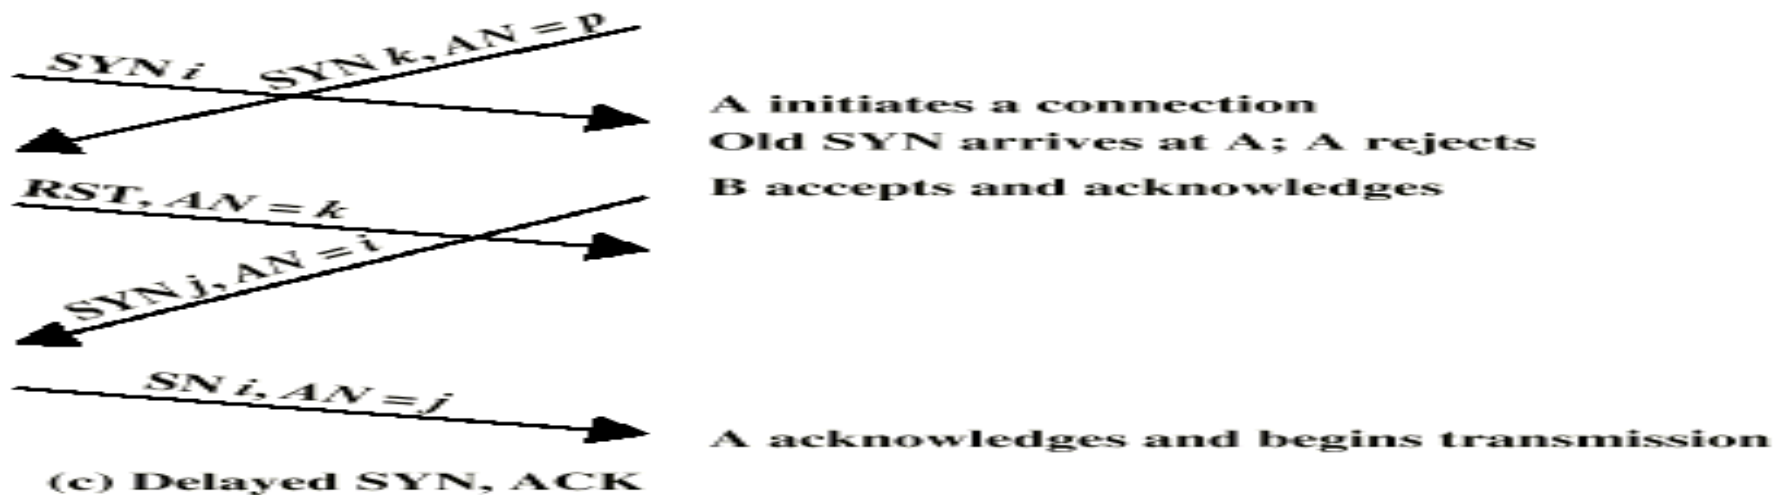 SYN k, AN = p
SYN i
A initiates a connection
Old SYN arrives at A; A rejects
RST, AN = k
B accepts and acknowledges
SYN j, AN = i
SN i, AN = j
A acknowledges and begins transmission
(c) Delayed SYN, ACK